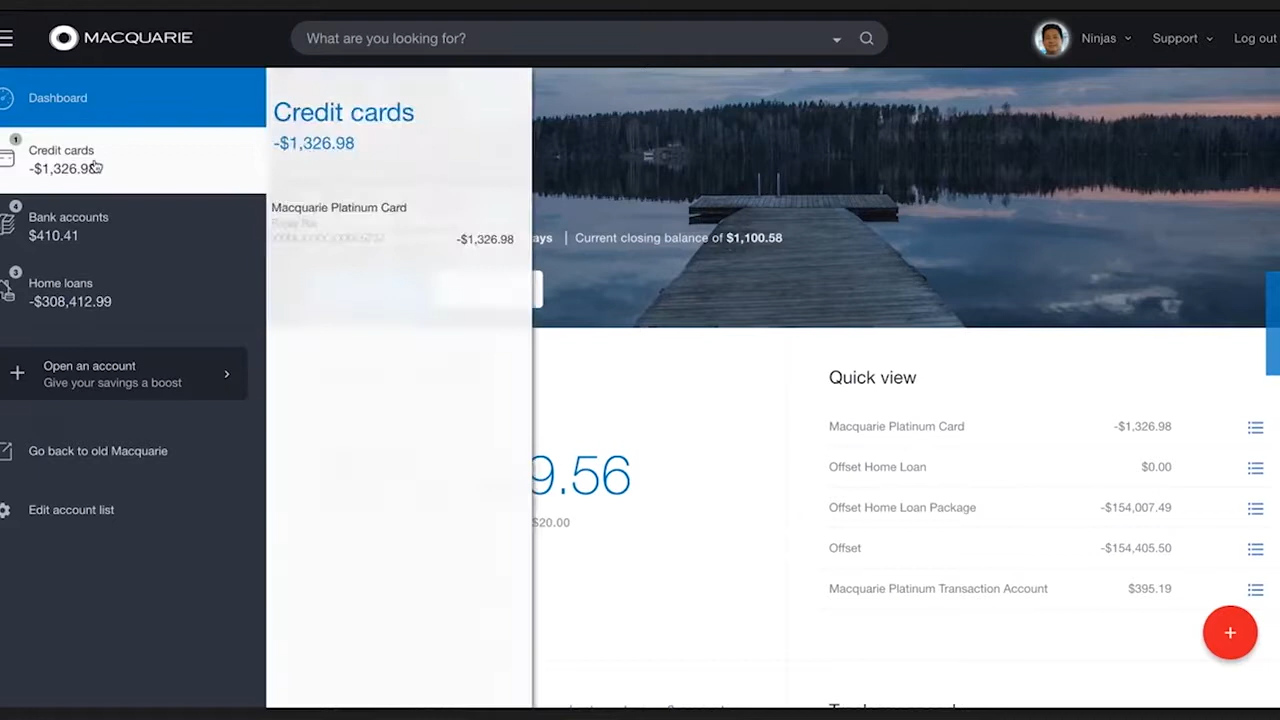 MACQUARIE
What are you looking for?
Ninjas
Support
Log out
Dashboard
1
Credit cards
-$1,326.98
4
Bank accounts
$410.41
3
Home loans
-$308,412.99
Open an account
Give your savings a boost
Go back to old Macquarie
Edit account list
Credit cards
-$1,326.98
Macquarie Platinum Card
-$1,326.98
ays | Current closing balance of $1,100.58
9.56
$20.00
Quick view
Macquarie Platinum Card -$1,326.98
Offset Home Loan $0.00
Offset Home Loan Package -$154,007.49
Offset -$154,405.50
Macquarie Platinum Transaction Account $395.19
+